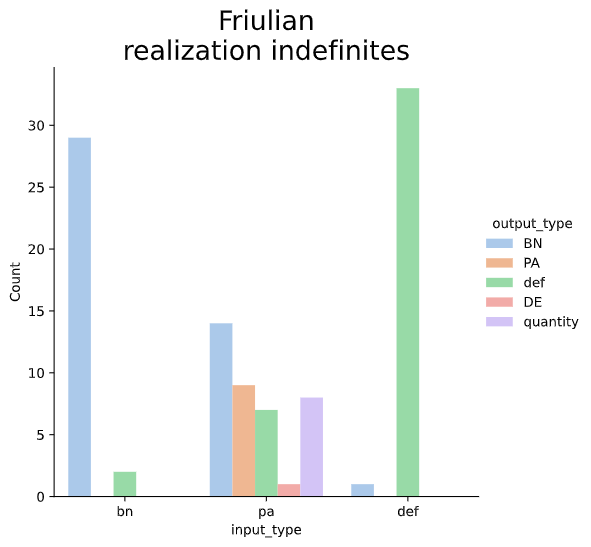 Friulian
realization indefinites
Count
30
25
20
15
10
5
0
bn
pa
def
input_type
output_type
BN
PA
def
DE
quantity